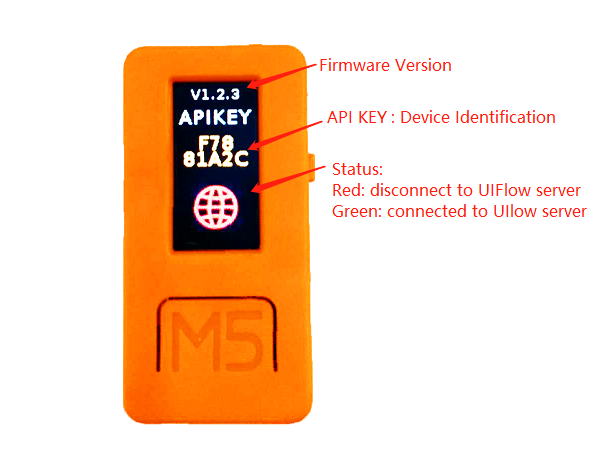 V1.2.3
APIKEY
F78
81A2C
M5
Firmware Version
API KEY : Device Identification
Status:
Red: disconnect to UIFlow server
Green: connected to UIlow server